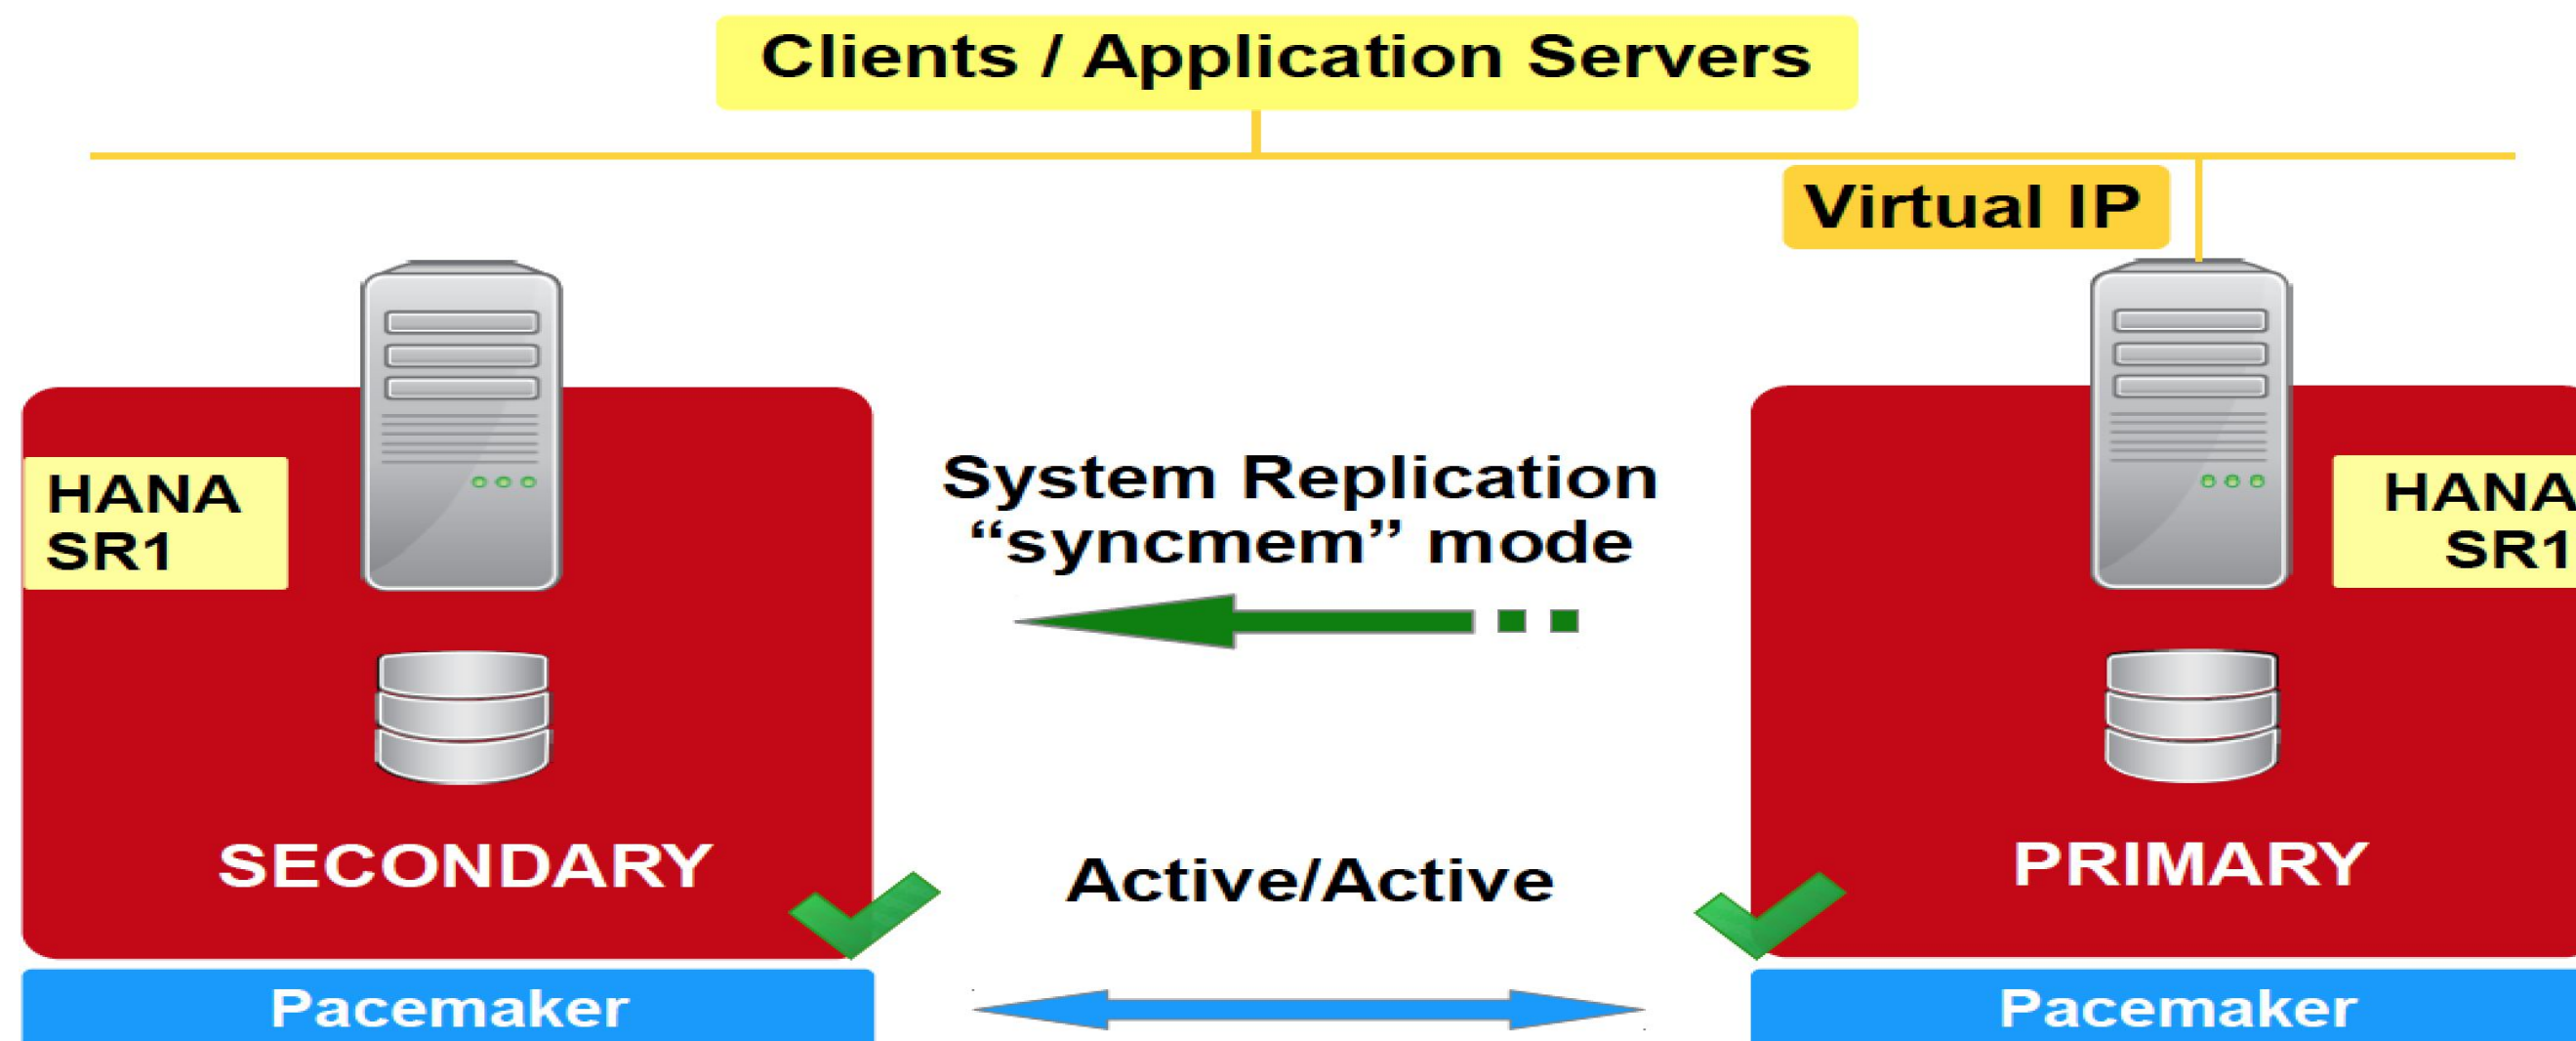 Clients / Application Servers
Virtual IP
HANA
SR1
System Replication
“syncmem” mode
HANA
SR1
SECONDARY
Active/Active
PRIMARY
Pacemaker
Pacemaker